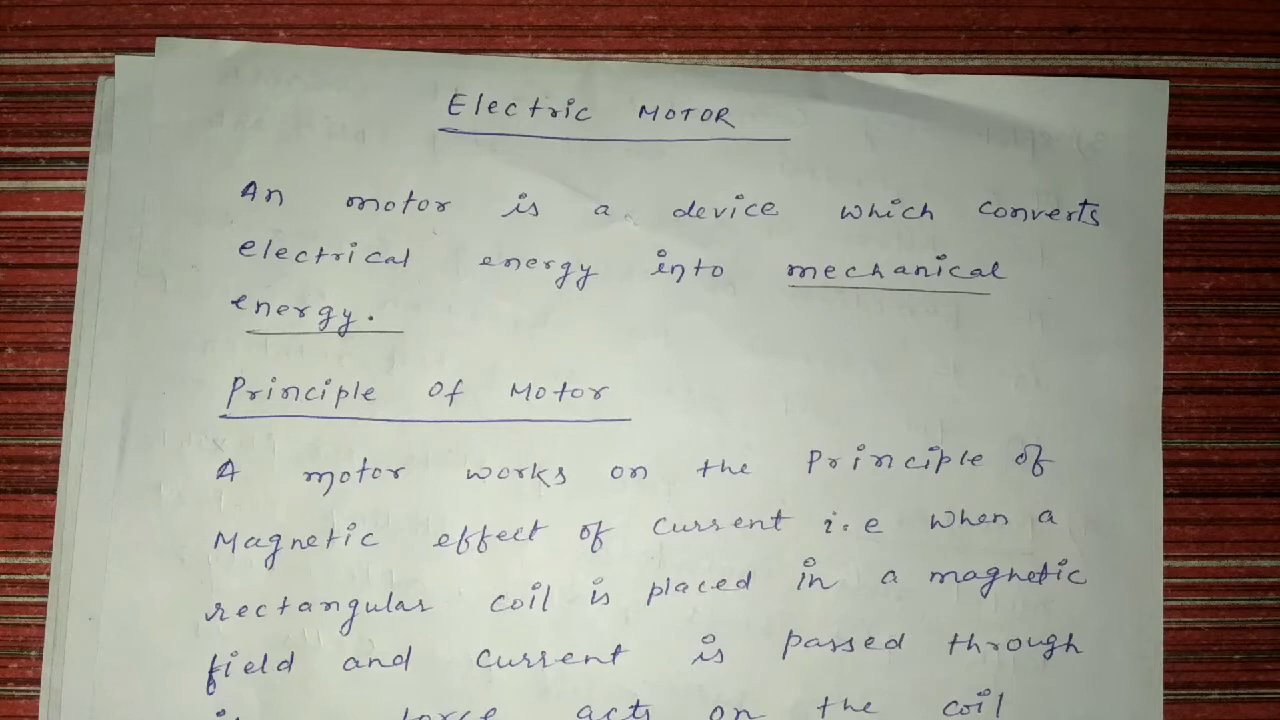 Electric MOTOR
An motor is a device which converts
electrical energy into mechanical
energy.
Principle Of Motor
A motor works on the Principle of
Magnetic effect of current i.e when a
rectangular coil is placed in a magnetic
field and current is passed through
force acts on the coil